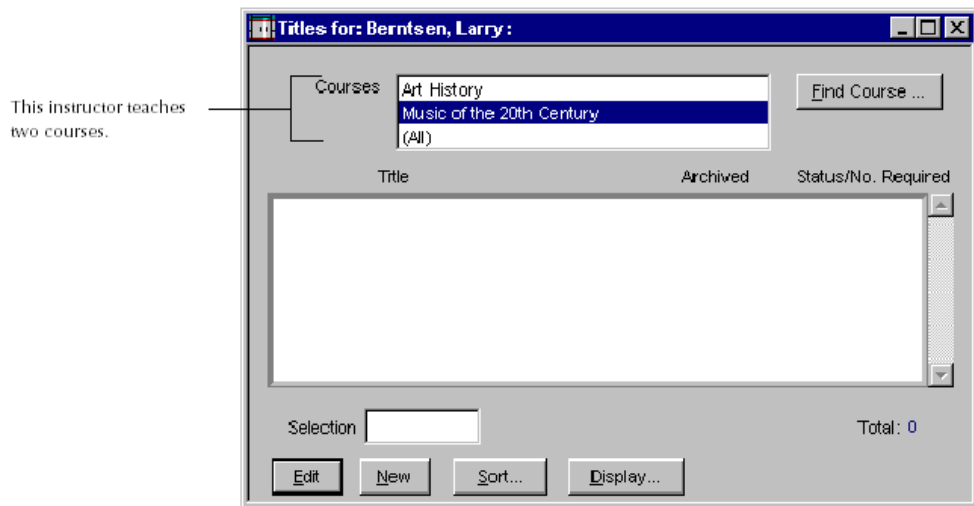 Titles for: Berntsen, Larry :
This instructor teaches
two courses.
Courses
Art History
Music of the 20th Century
(All)
Find Course ...
Title Archived Status/No. Required
Selection
Total: 0
Edit New Sort... Display...